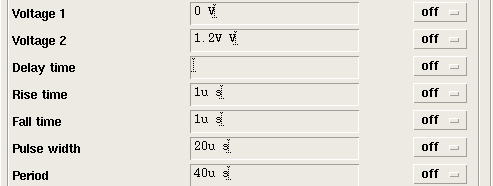 Voltage 1 0 V off
Voltage 2 1.2V V off
Delay time off
Rise time 1u s off
Fall time 1u s off
Pulse width 20u s off
Period 40u s off